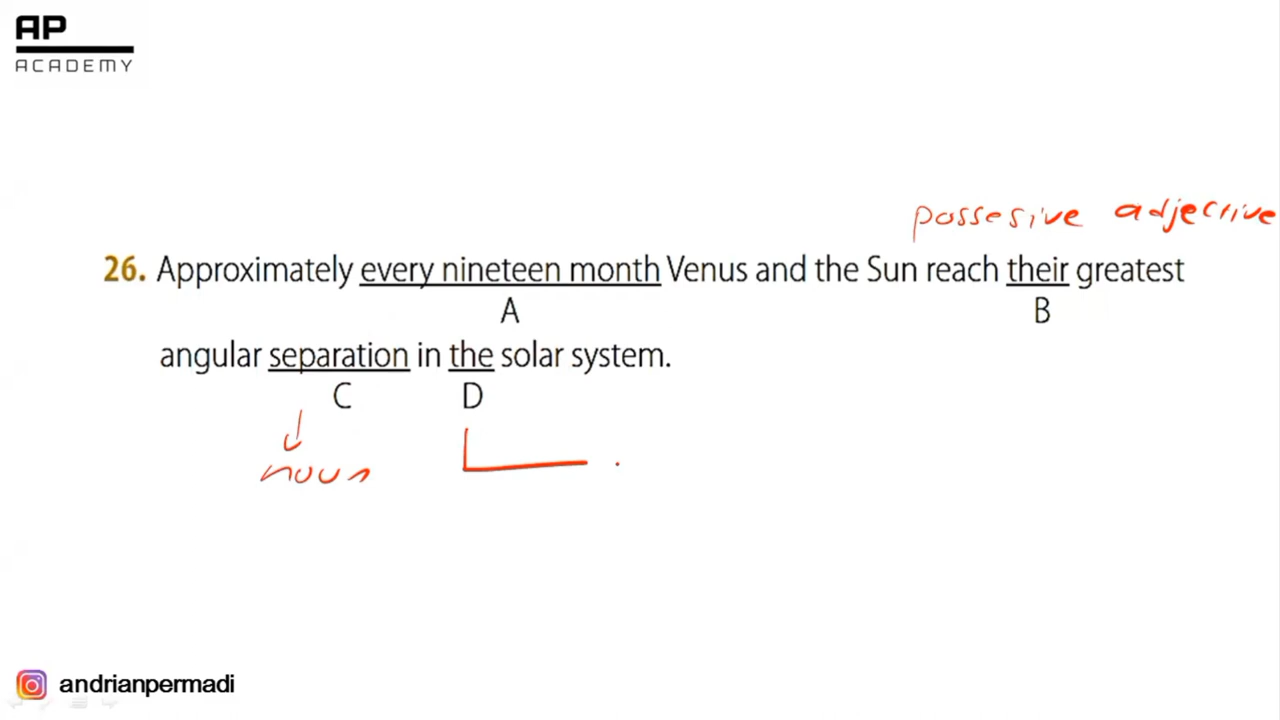 AP
ACADEMY
possesive adjective
26. Approximately every nineteen month Venus and the Sun reach their greatest
A B
angular separation in the solar system.
C D
noun
andrianpermadi